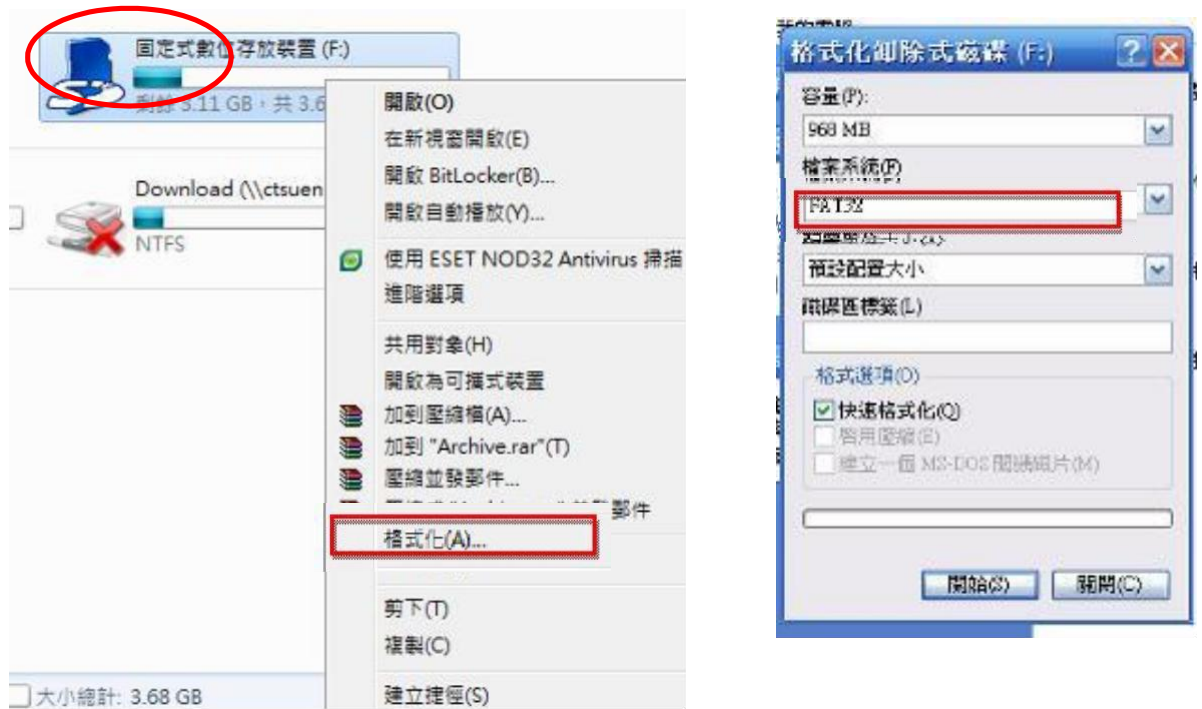 固定式數位存放裝置 (F:)
剩餘 3.11 GB，共 3.6
Download (\\ctsuen
NTFS
大小總計: 3.68 GB
開啟(O)
在新視窗開啟(E)
開啟 BitLocker(B)...
開啟自動播放(Y)...
使用 ESET NOD32 Antivirus 掃描
進階選項
共用對象(H)
開啟為可攜式裝置
加到壓縮檔(A)...
加到 "Archive.rar"(T)
壓縮並發郵件...
郵件
格式化(A)...
剪下(T)
複製(C)
建立捷徑(S)
格式化卸除式磁碟 (F:)
容量(P):
968 MB
檔案系統(F)
FAT32
預設配置大小
磁碟區標籤(L)
格式選項(O)
快速格式化(Q)
啟用壓縮(E)
建立一個 MS-DOS 開機磁片(M)
開始(S)
關閉(C)